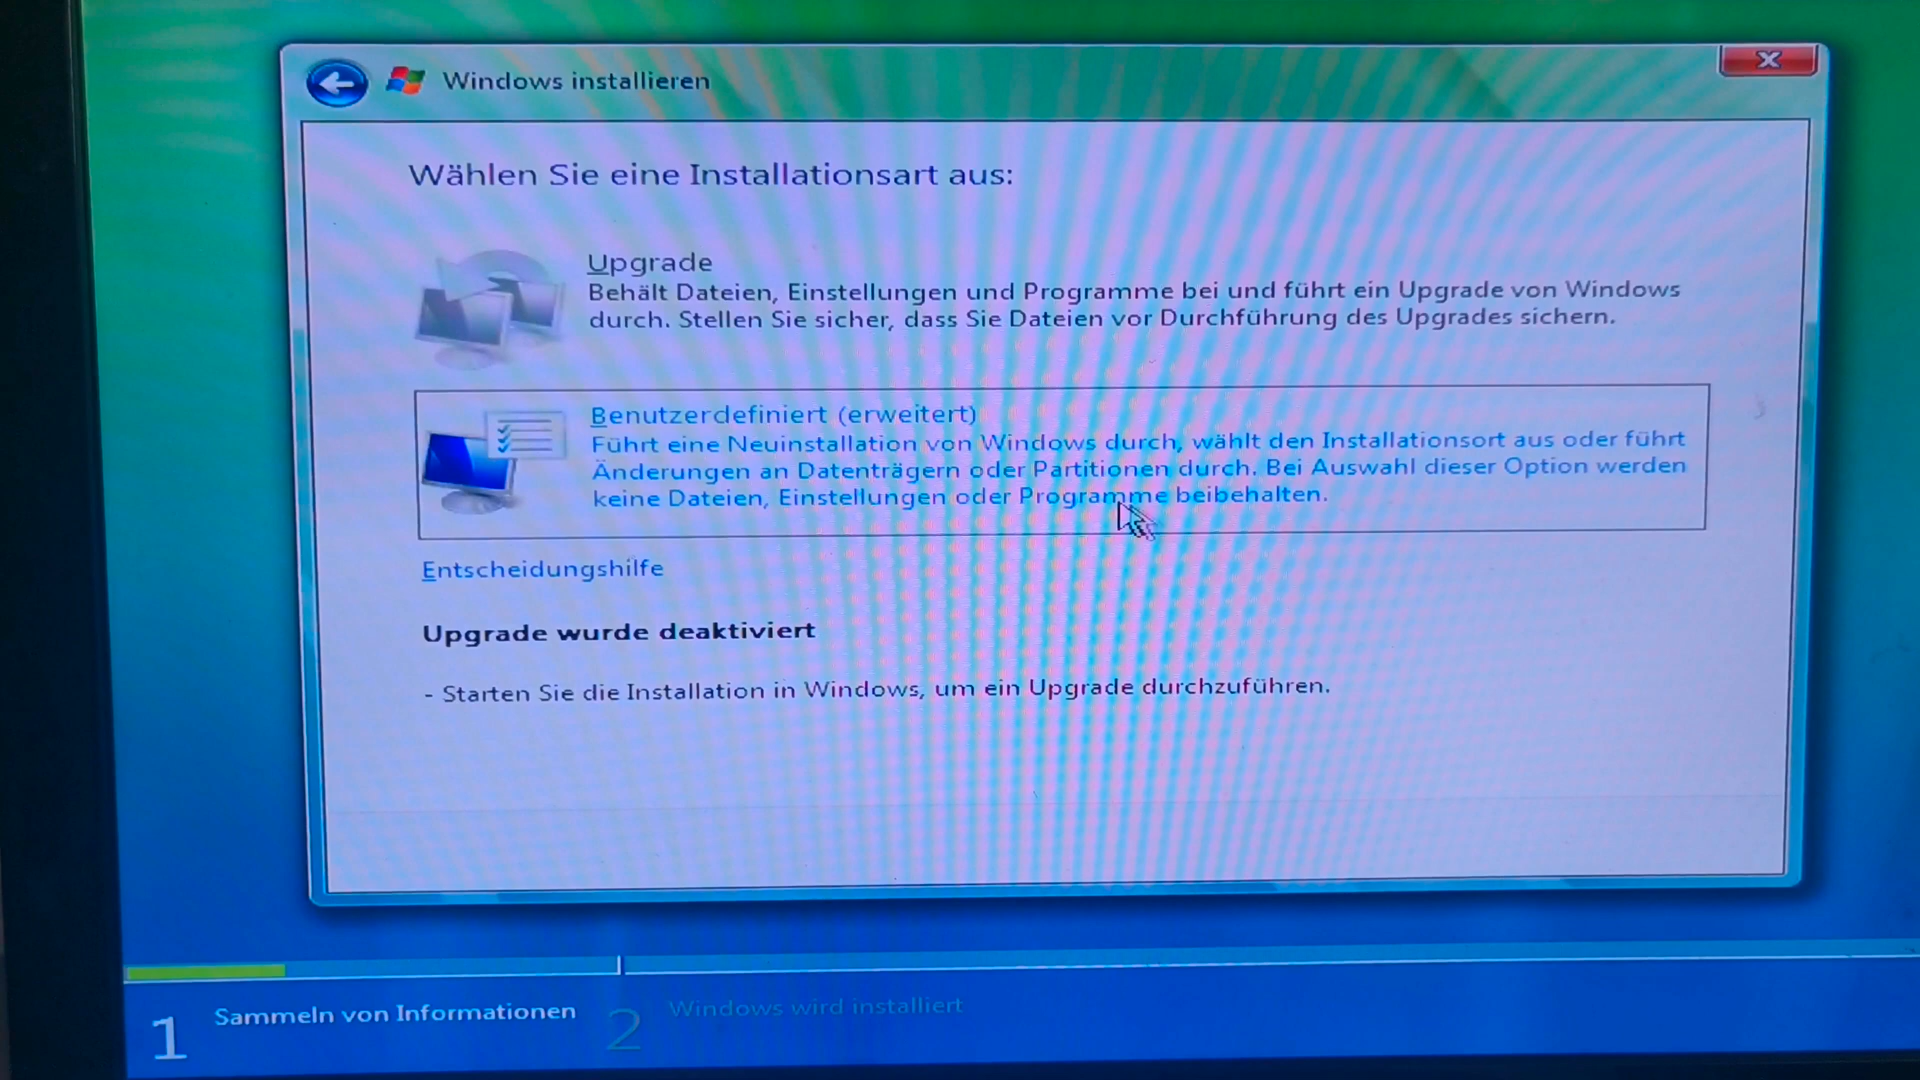 Windows installieren
Wählen Sie eine Installationsart aus:
Upgrade
Behält Dateien, Einstellungen und Programme bei und führt ein Upgrade von Windows
durch. Stellen Sie sicher, dass Sie Dateien vor Durchführung des Upgrades sichern.
Benutzerdefiniert (erweitert)
Führt eine Neuinstallation von Windows durch, wählt den Installationsort aus oder führt
Änderungen an Datenträgern oder Partitionen durch. Bei Auswahl dieser Option werden
keine Dateien, Einstellungen oder Programme beibehalten.
Entscheidungshilfe
Upgrade wurde deaktiviert
- Starten Sie die Installation in Windows, um ein Upgrade durchzuführen.
1 Sammeln von Informationen
2 Windows wird installiert